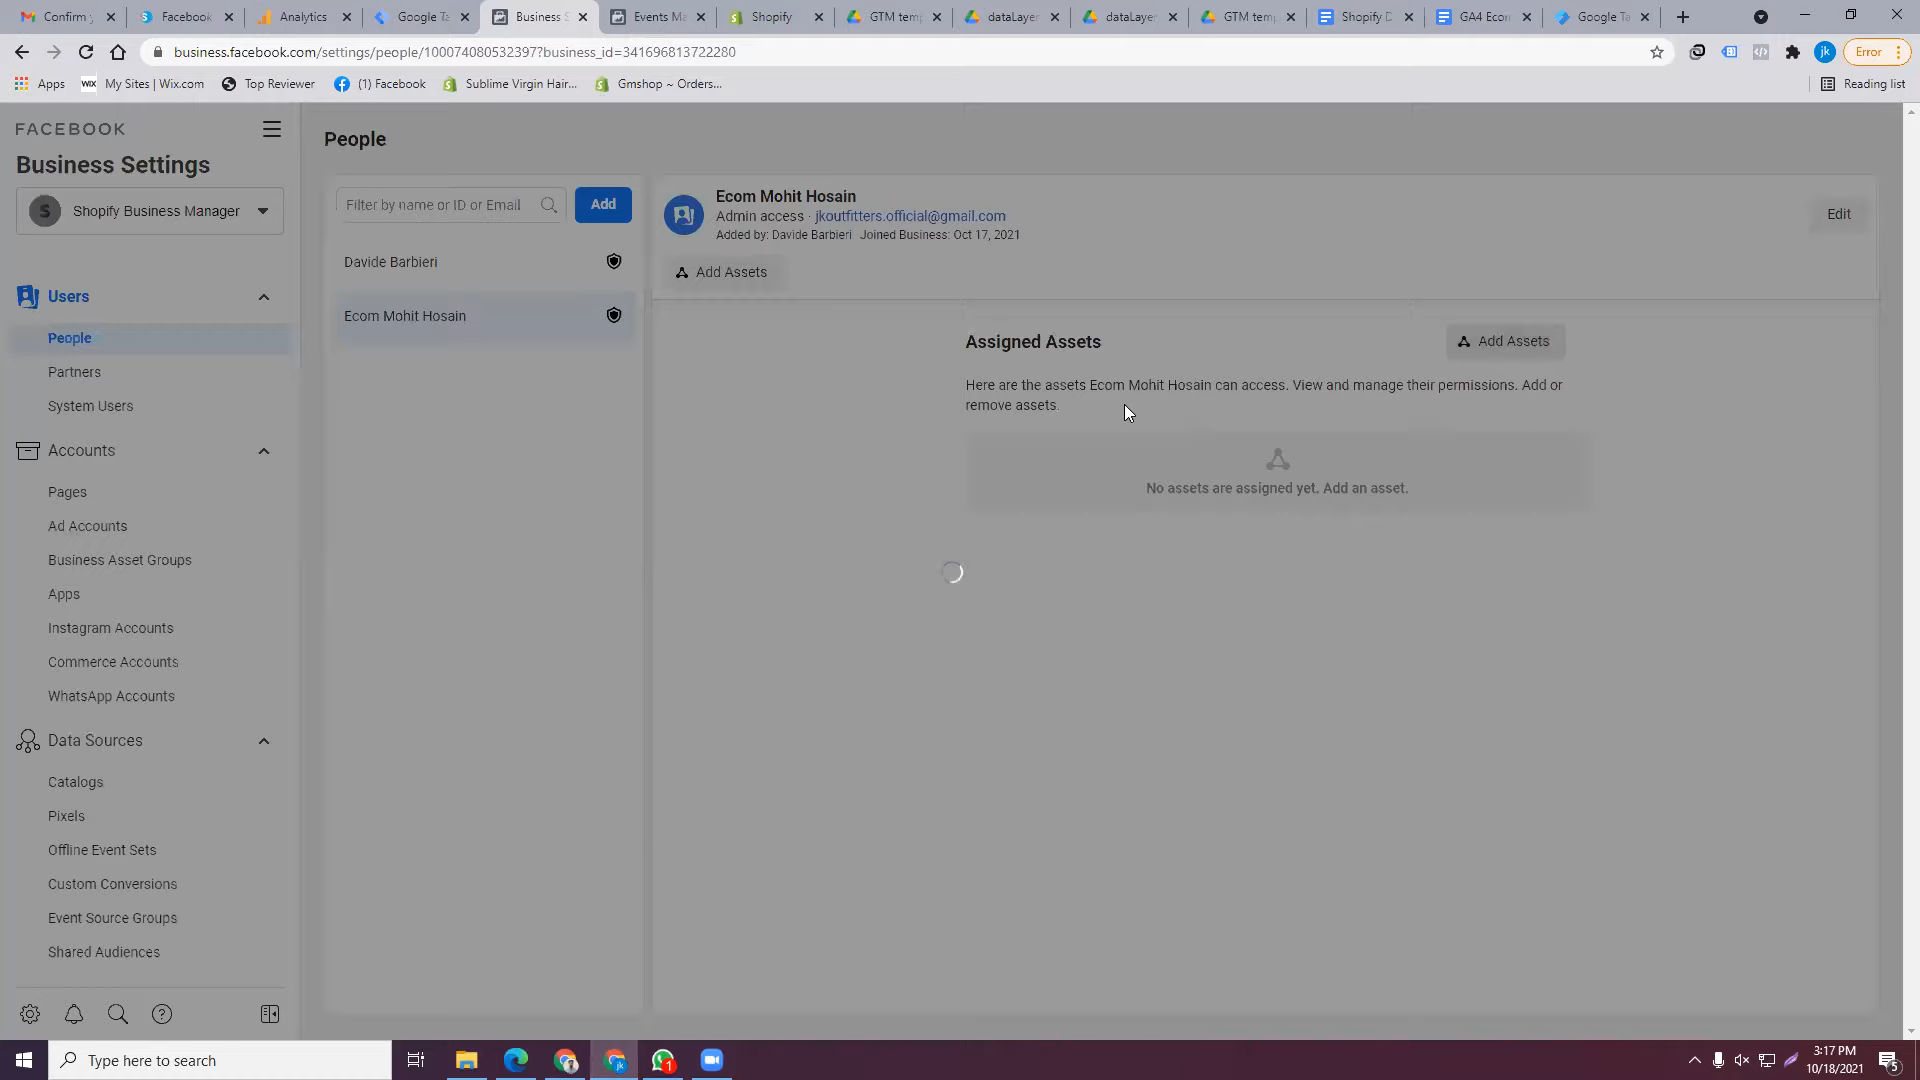 Confirm
Facebook
Analytics
Google Ta
Business S
Events Ma
Shopify
GTM temp
dataLayer
dataLayer
GTM temp
Shopify D
GA4 Ecom
Google Ta
business.facebook.com/settings/people/100074080532397?business_id=341696813722280
jk
Error
Apps
WIX
My Sites | Wix.com
Top Reviewer
(1) Facebook
Sublime Virgin Hair...
Gmshop ~ Orders...
Reading list
FACEBOOK
Business Settings
S
Shopify Business Manager
Users
People
Partners
System Users
Accounts
Pages
Ad Accounts
Business Asset Groups
Apps
Instagram Accounts
Commerce Accounts
WhatsApp Accounts
Data Sources
Catalogs
Pixels
Offline Event Sets
Custom Conversions
Event Source Groups
Shared Audiences
People
Filter by name or ID or Email
Add
Davide Barbieri
Ecom Mohit Hosain
Ecom Mohit Hosain
Admin access · jkoutfitters.official@gmail.com
Added by: Davide Barbieri Joined Business: Oct 17, 2021
Edit
Add Assets
Assigned Assets
Add Assets
Here are the assets Ecom Mohit Hosain can access. View and manage their permissions. Add or
remove assets.
No assets are assigned yet. Add an asset.
Type here to search
jk
1
3:17 PM
10/18/2021
5